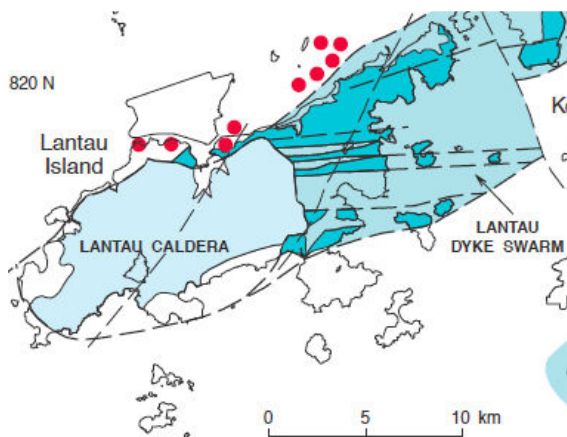 820 N
Lantau
Island
LANTAU CALDERA
LANTAU
DYKE SWARM
0 5 10 km